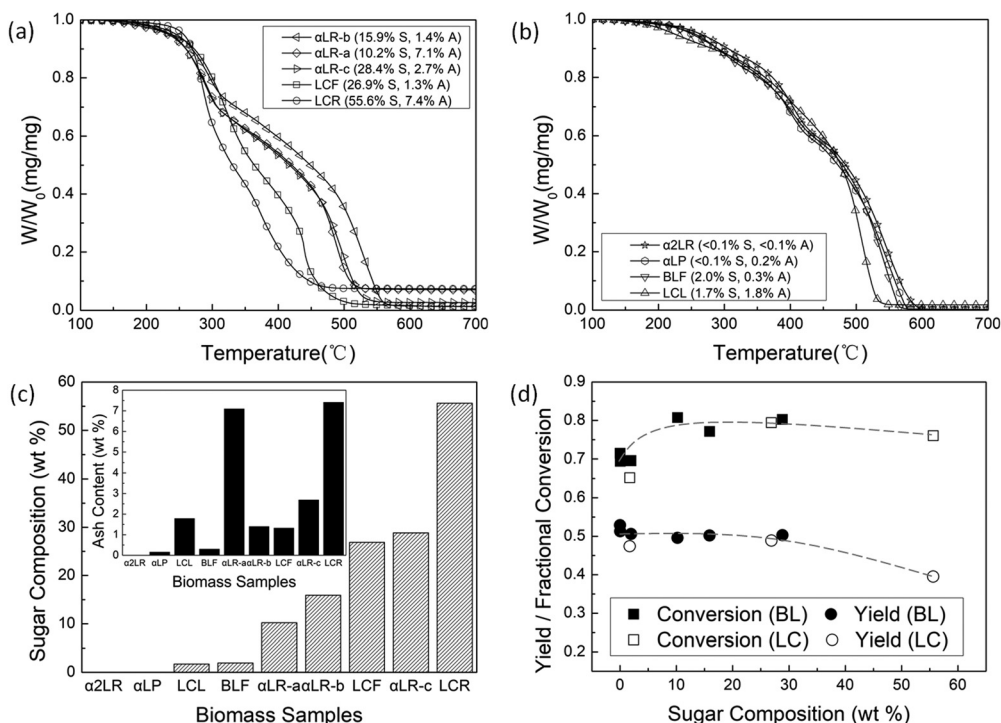 (a)
1.0
0.8
0.6
0.4
0.2
0.0
W/W0(mg/mg)
αLR-b (15.9% S, 1.4% A)
αLR-a (10.2% S, 7.1% A)
αLR-c (28.4% S, 2.7% A)
LCF (26.9% S, 1.3% A)
LCR (55.6% S, 7.4% A)
100 200 300 400 500 600 700
Temperature(℃)
(b)
1.0
0.8
0.6
0.4
0.2
0.0
W/W0(mg/mg)
α2LR (<0.1% S, <0.1% A)
αLP (<0.1% S, 0.2% A)
BLF (2.0% S, 0.3% A)
LCL (1.7% S, 1.8% A)
100 200 300 400 500 600 700
Temperature(℃)
(c)
60
50
40
30
20
10
0
Sugar Composition (wt %)
8
7
6
5
4
3
2
1
0
Ash Content (wt %)
α2LR αLP LCL BLF αLR-a αLR-b LCF αLR-c LCR
Biomass Samples
α2LR αLP LCL BLF αLR-a αLR-b LCF αLR-c LCR
Biomass Samples
(d)
0.9
0.8
0.7
0.6
0.5
0.4
0.3
0.2
Yield / Fractional Conversion
Conversion (BL) Yield (BL)
Conversion (LC) Yield (LC)
0 10 20 30 40 50 60
Sugar Composition (wt %)